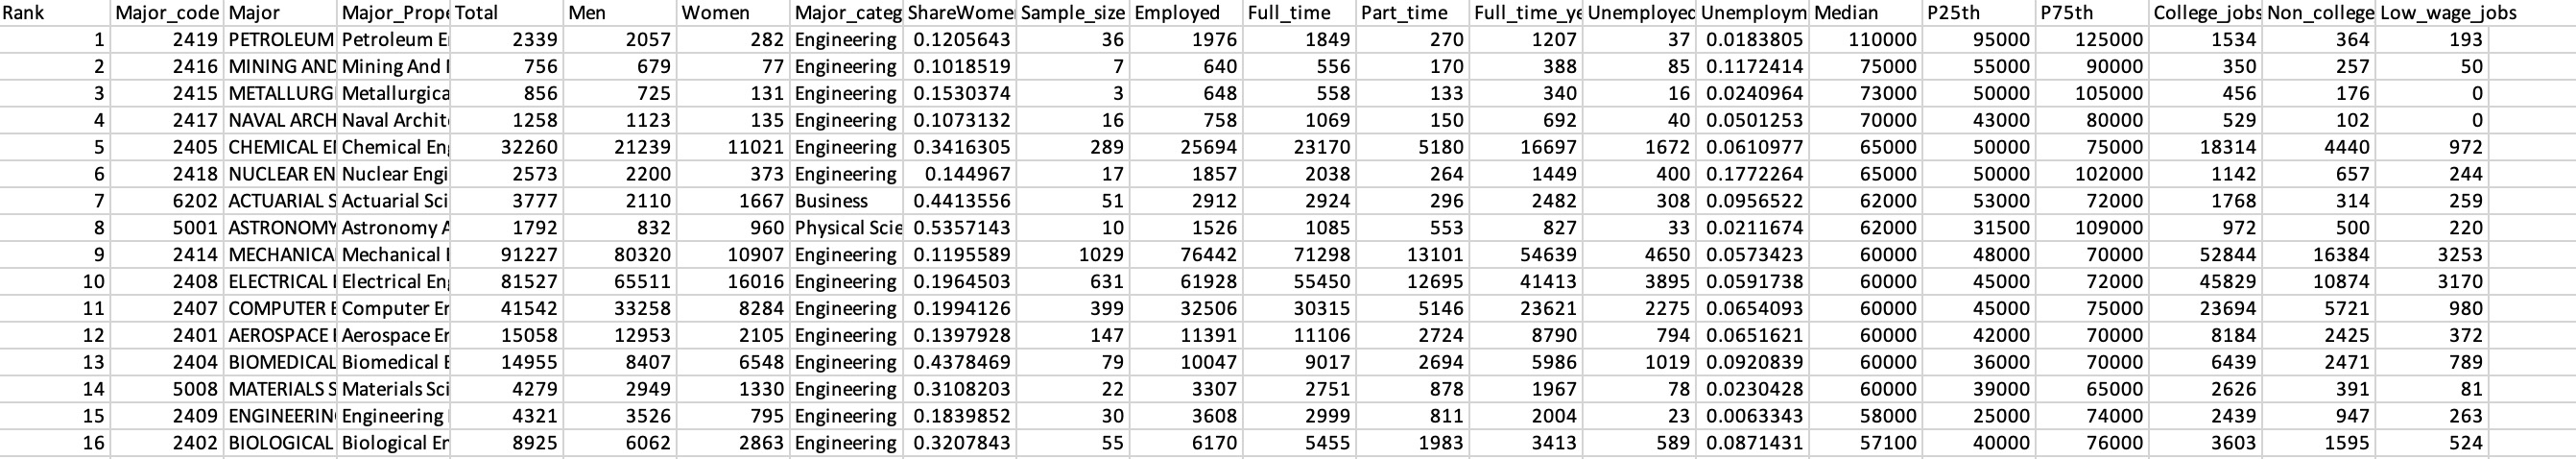 Rank Major_code Major Major_Prope Total Men Women Major_categ ShareWome Sample_size Employed Full_time Part_time Full_time_ye Unemployed Unemploym Median P25th P75th College_jobs Non_college Low_wage_jobs
1 2419 PETROLEUM Petroleum E 2339 2057 282 Engineering 0.1205643 36 1976 1849 270 1207 37 0.0183805 110000 95000 125000 1534 364 193
2 2416 MINING AND Mining And 756 679 77 Engineering 0.1018519 7 640 556 170 388 85 0.1172414 75000 55000 90000 350 257 50
3 2415 METALLURG Metallurgica 856 725 131 Engineering 0.1530374 3 648 558 133 340 16 0.0240964 73000 50000 105000 456 176 0
4 2417 NAVAL ARCH Naval Archit 1258 1123 135 Engineering 0.1073132 16 758 1069 150 692 40 0.0501253 70000 43000 80000 529 102 0
5 2405 CHEMICAL E Chemical En 32260 21239 11021 Engineering 0.3416305 289 25694 23170 5180 16697 1672 0.0610977 65000 50000 75000 18314 4440 972
6 2418 NUCLEAR EN Nuclear Engi 2573 2200 373 Engineering 0.144967 17 1857 2038 264 1449 400 0.1772264 65000 50000 102000 1142 657 244
7 6202 ACTUARIAL S Actuarial Sci 3777 2110 1667 Business 0.4413556 51 2912 2924 296 2482 308 0.0956522 62000 53000 72000 1768 314 259
8 5001 ASTRONOMY Astronomy A 1792 832 960 Physical Scie 0.5357143 10 1526 1085 553 827 33 0.0211674 62000 31500 109000 972 500 220
9 2414 MECHANICA Mechanical 91227 80320 10907 Engineering 0.1195589 1029 76442 71298 13101 54639 4650 0.0573423 60000 48000 70000 52844 16384 3253
10 2408 ELECTRICAL Electrical En 81527 65511 16016 Engineering 0.1964503 631 61928 55450 12695 41413 3895 0.0591738 60000 45000 72000 45829 10874 3170
11 2407 COMPUTER E Computer Er 41542 33258 8284 Engineering 0.1994126 399 32506 30315 5146 23621 2275 0.0654093 60000 45000 75000 23694 5721 980
12 2401 AEROSPACE Aerospace Er 15058 12953 2105 Engineering 0.1397928 147 11391 11106 2724 8790 794 0.0651621 60000 42000 70000 8184 2425 372
13 2404 BIOMEDICAL Biomedical E 14955 8407 6548 Engineering 0.4378469 79 10047 9017 2694 5986 1019 0.0920839 60000 36000 70000 6439 2471 789
14 5008 MATERIALS S Materials Sci 4279 2949 1330 Engineering 0.3108203 22 3307 2751 878 1967 78 0.0230428 60000 39000 65000 2626 391 81
15 2409 ENGINEERIN Engineering 4321 3526 795 Engineering 0.1839852 30 3608 2999 811 2004 23 0.0063343 58000 25000 74000 2439 947 263
16 2402 BIOLOGICAL Biological En 8925 6062 2863 Engineering 0.3207843 55 6170 5455 1983 3413 589 0.0871431 57100 40000 76000 3603 1595 524